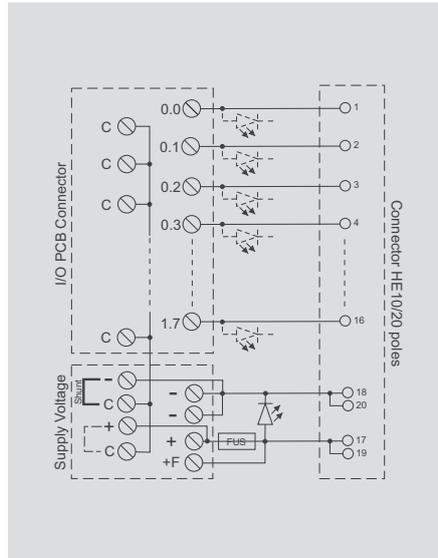 I/O PCB Connector
C
C
C
C
0.0
0.1
0.2
0.3
1.7
1
2
3
4
16
Connector HE10/20 poles
Supply Voltage
Shunt
-
C
+
C
-
-
+
+F
FUS
18
20
17
19